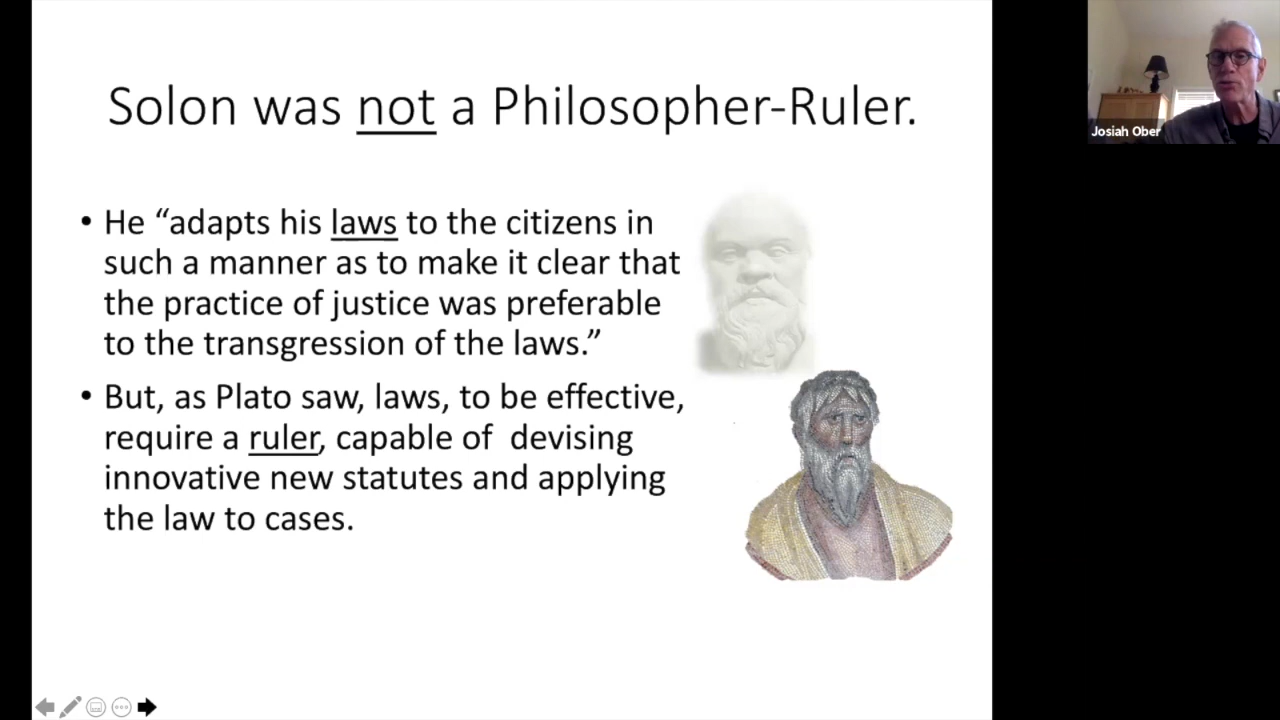 Solon was not a Philosopher-Ruler.
• He “adapts his laws to the citizens in
such a manner as to make it clear that
the practice of justice was preferable
to the transgression of the laws.”
• But, as Plato saw, laws, to be effective,
require a ruler, capable of  devising
innovative new statutes and applying
the law to cases.
Josiah Ober